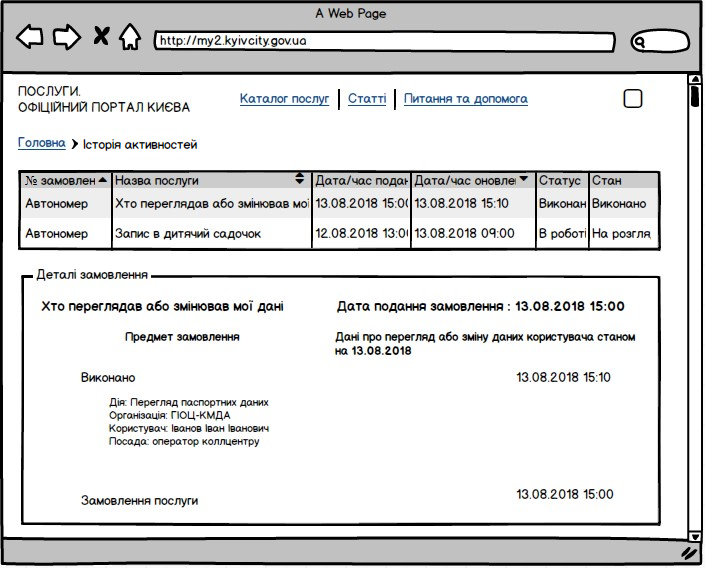 A Web Page
http://my2.kyivcity.gov.ua
ПОСЛУГИ.
ОФІЦІЙНИЙ ПОРТАЛ КИЄВА
Каталог послуг | Статті | Питання та допомога
Головна > Історія активностей
№ замовлен Назва послуги Дата/час подан Дата/час оновлен Статус Стан
Автономер Хто переглядав або змінював мої 13.08.2018 15:00 13.08.2018 15:10 Виконан Виконано
Автономер Запис в дитячий садочок 12.08.2018 13:00 13.08.2018 09:00 В роботі На розгля
Деталі замовлення
Хто переглядав або змінював мої дані Дата подання замовлення : 13.08.2018 15:00
Предмет замовлення Дані про перегляд або зміну даних користувача станом
на 13.08.2018
Виконано 13.08.2018 15:10
Дія: Перегляд паспортних даних
Організація: ГІОЦ-КМДА
Користувач: Іванов Іван Іванович
Посада: оператор коллцентру
Замовлення послуги 13.08.2018 15:00